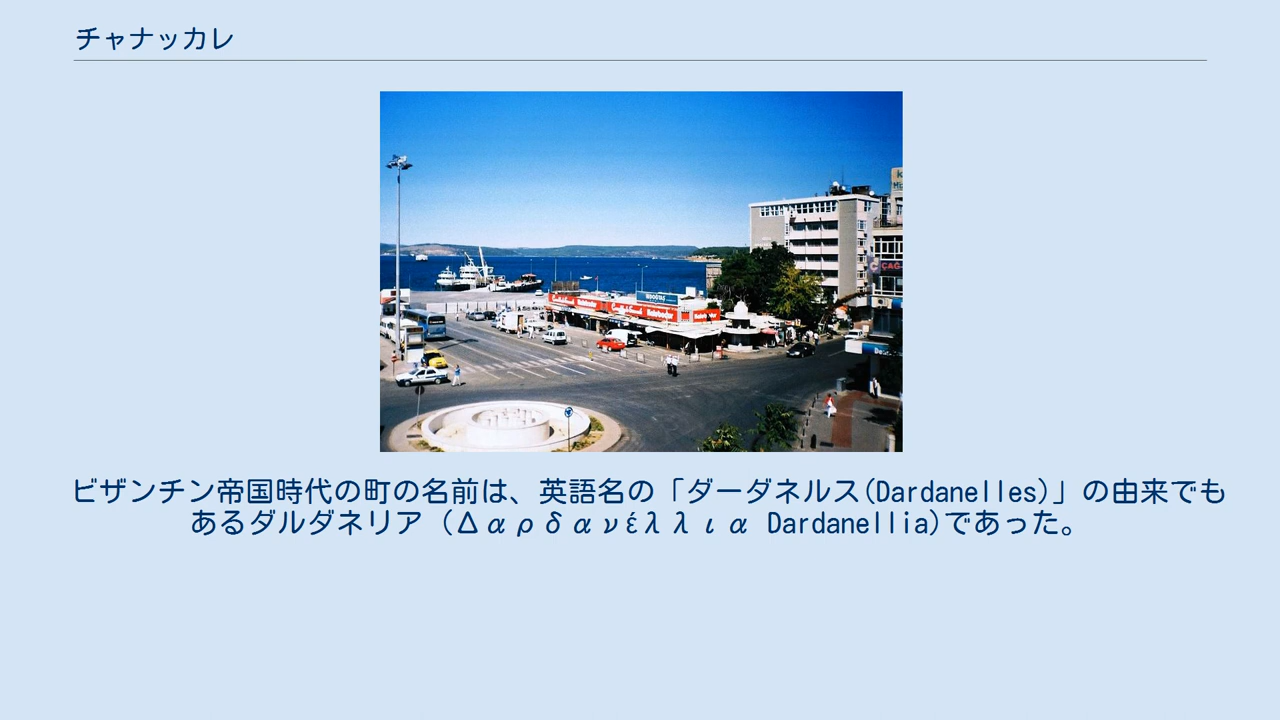 チャナッカレ
ビザンチン帝国時代の町の名前は、英語名の「ダーダネルス(Dardanelles)」の由来でも
あるダルダネリア (Δαρδανέλλια Dardanellia)であった。